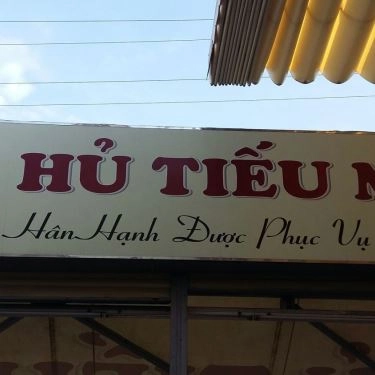 HỦ TIẾU
Hân Hạnh Được Phục Vụ